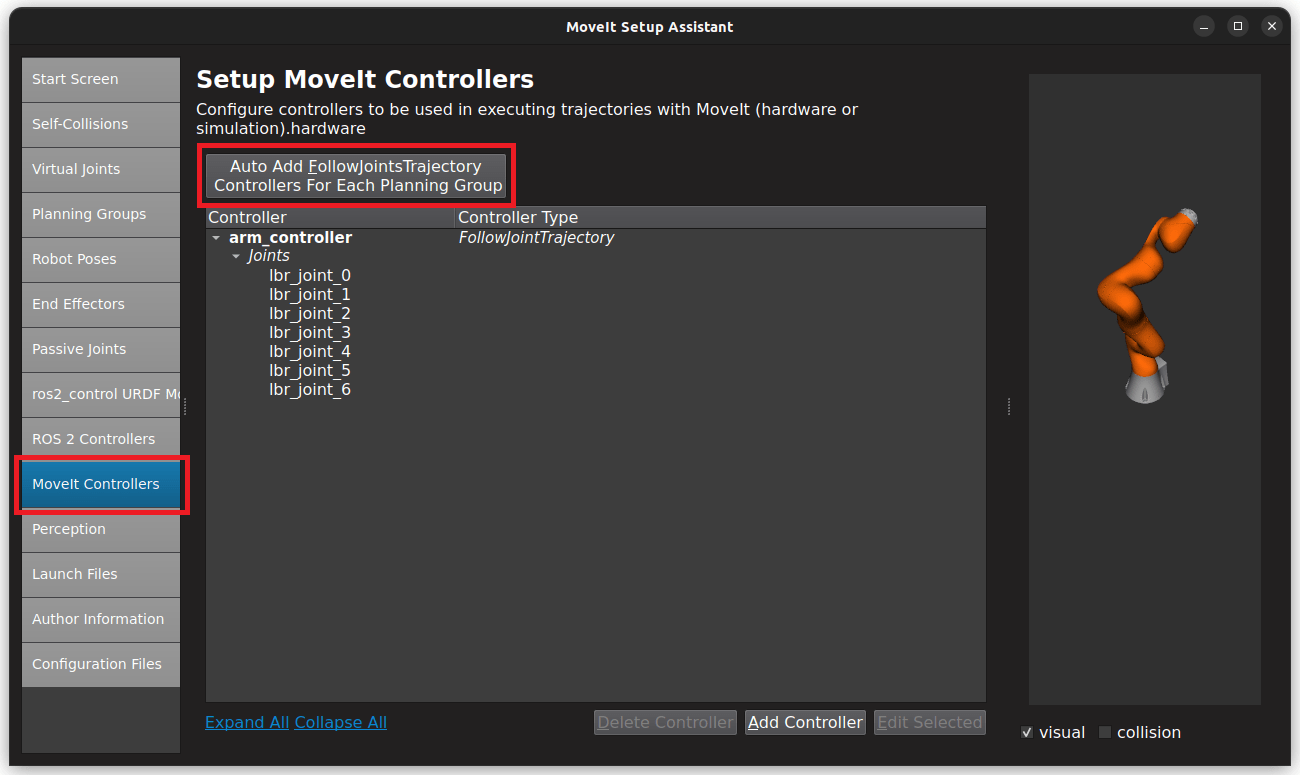 MoveIt Setup Assistant
Start Screen
Self-Collisions
Virtual Joints
Planning Groups
Robot Poses
End Effectors
Passive Joints
ros2_control URDF Mo
ROS 2 Controllers
MoveIt Controllers
Perception
Launch Files
Author Information
Configuration Files
Setup MoveIt Controllers
Configure controllers to be used in executing trajectories with MoveIt (hardware or
simulation).hardware
Auto Add FollowJointsTrajectory
Controllers For Each Planning Group
Controller Controller Type
arm_controller FollowJointTrajectory
Joints
lbr_joint_0
lbr_joint_1
lbr_joint_2
lbr_joint_3
lbr_joint_4
lbr_joint_5
lbr_joint_6
Expand All Collapse All Delete Controller Add Controller Edit Selected
visual collision